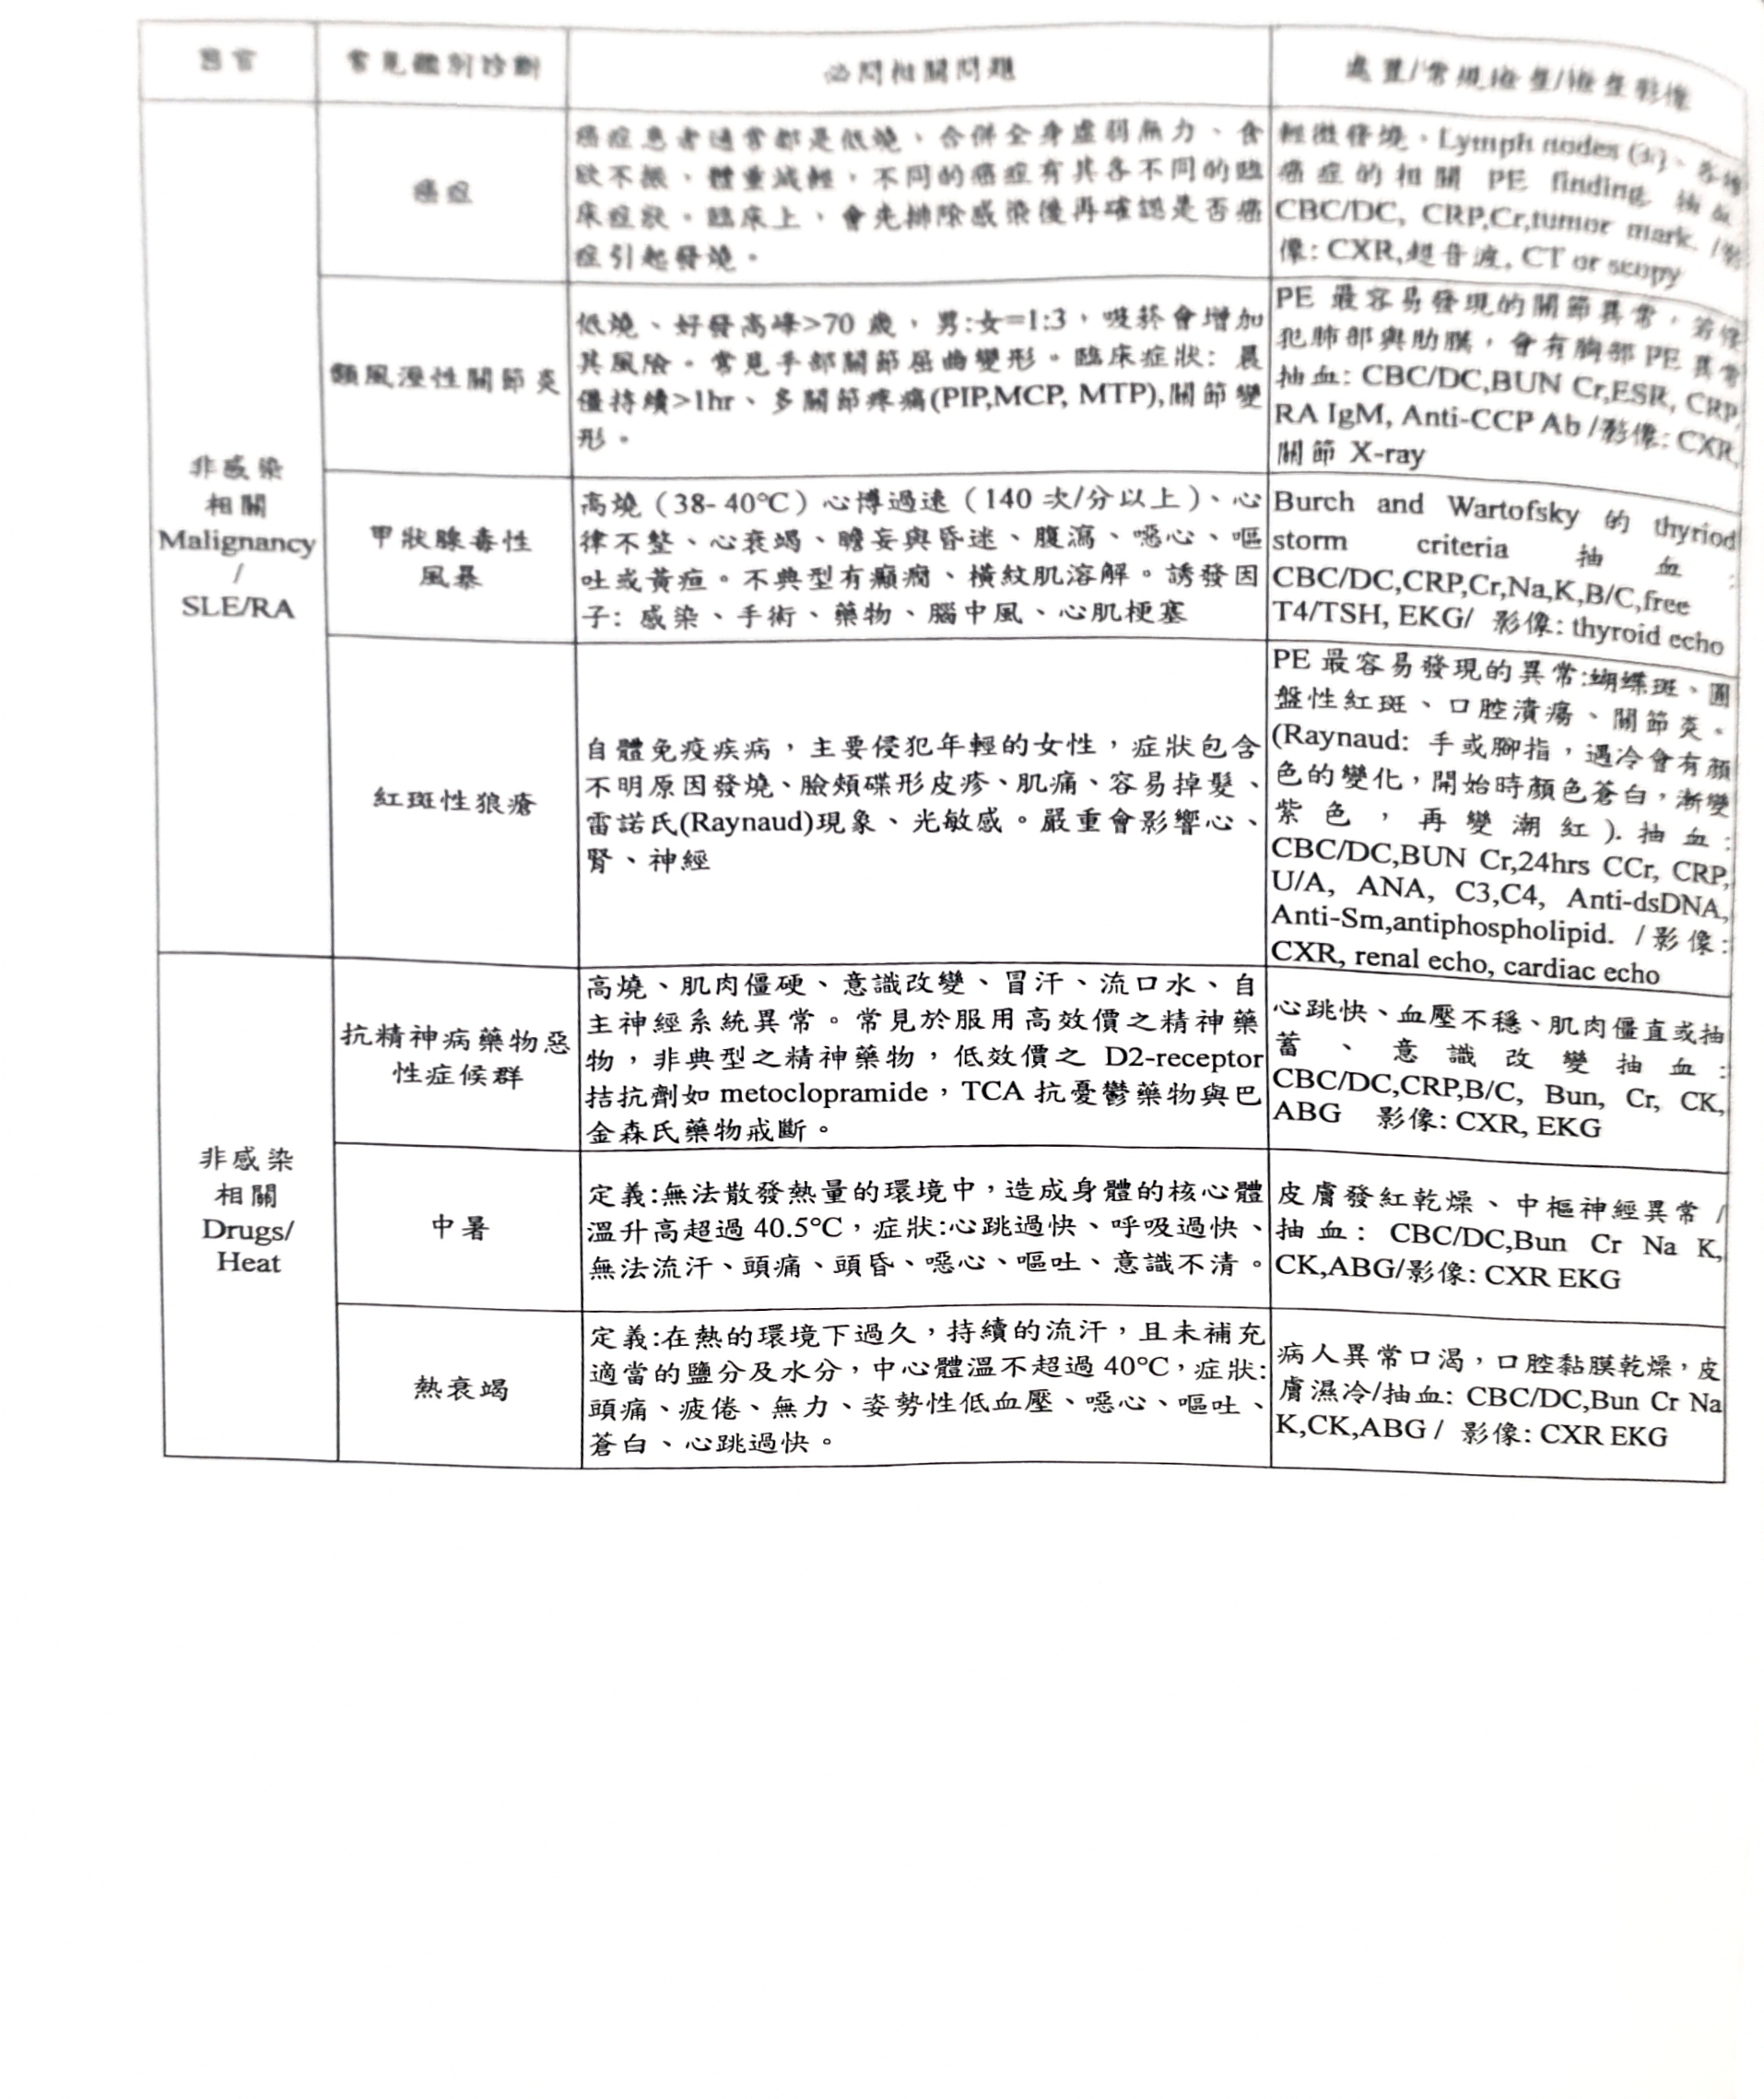 器官 常見鑑別診斷 必問相關問題 處置/常規檢查/檢查影像
非感染
相關
Malignancy
/
SLE/RA
癌症
癌症患者通常都是低燒，合併全身虛弱無力、食
欲不振、體重減輕，不同的癌症有其各不同的臨
床症狀。臨床上，會先排除感染後再確認是否癌
症引起發燒。
輕微發燒、Lymph nodes (±)、各種
癌症的相關 PE finding. 抽血:
CBC/DC, CRP,Cr,tumor mark. /影
像: CXR,超音波, CT or scopy
類風溼性關節炎
低燒、好發高峰>70 歲，男:女=1:3，吸菸會增加
其風險。常見手部關節屈曲變形。臨床症狀: 晨
僵持續>1hr、多關節疼痛(PIP,MCP, MTP),關節變
形。
PE 最容易發現的關節異常，若侵
犯肺部與肋膜，會有胸部 PE 異常
抽血: CBC/DC,BUN Cr,ESR, CRP,
RA IgM, Anti-CCP Ab /影像: CXR,
關節 X-ray
甲狀腺毒性
風暴
高燒（38- 40℃）心博過速（140 次/分以上）、心
律不整、心衰竭、瞻妄與昏迷、腹瀉、噁心、嘔
吐或黃疸。不典型有癲癇、橫紋肌溶解。誘發因
子: 感染、手術、藥物、腦中風、心肌梗塞
Burch and Wartofsky 的 thyriod
storm criteria 抽血:
CBC/DC,CRP,Cr,Na,K,B/C,free
T4/TSH, EKG/ 影像: thyroid echo
紅斑性狼瘡
自體免疫疾病，主要侵犯年輕的女性，症狀包含
不明原因發燒、臉頰碟形皮疹、肌痛、容易掉髮、
雷諾氏(Raynaud)現象、光敏感。嚴重會影響心、
腎、神經
PE 最容易發現的異常:蝴蝶斑、圓
盤性紅斑、口腔潰瘍、關節炎。
(Raynaud: 手或腳指，遇冷會有顏
色的變化，開始時顏色蒼白，漸變
紫色，再變潮紅). 抽血:
CBC/DC,BUN Cr,24hrs CCr, CRP,
U/A, ANA, C3,C4, Anti-dsDNA,
Anti-Sm,antiphospholipid. /影像:
CXR, renal echo, cardiac echo
非感染
相關
Drugs/
Heat
抗精神病藥物惡
性症候群
高燒、肌肉僵硬、意識改變、冒汗、流口水、自
主神經系統異常。常見於服用高效價之精神藥
物，非典型之精神藥物，低效價之 D2-receptor
拮抗劑如 metoclopramide，TCA 抗憂鬱藥物與巴
金森氏藥物戒斷。
心跳快、血壓不穩、肌肉僵直或抽
蓄、意識改變抽血:
CBC/DC,CRP,B/C, Bun, Cr, CK,
ABG 影像: CXR, EKG
中暑
定義:無法散發熱量的環境中，造成身體的核心體
溫升高超過 40.5℃，症狀:心跳過快、呼吸過快、
無法流汗、頭痛、頭昏、噁心、嘔吐、意識不清。
皮膚發紅乾燥、中樞神經異常 /
抽血: CBC/DC,Bun Cr Na K,
CK,ABG/影像: CXR EKG
熱衰竭
定義:在熱的環境下過久，持續的流汗，且未補充
適當的鹽分及水分，中心體溫不超過 40℃，症狀:
頭痛、疲倦、無力、姿勢性低血壓、噁心、嘔吐、
蒼白、心跳過快。
病人異常口渴，口腔黏膜乾燥，皮
膚濕冷/抽血: CBC/DC,Bun Cr Na
K,CK,ABG / 影像: CXR EKG